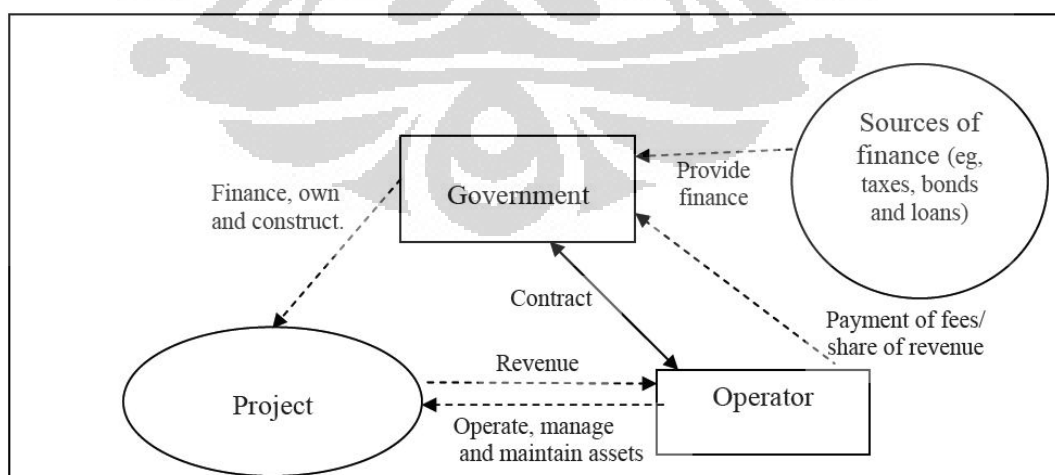 Sources of
finance (eg,
taxes, bonds
and loans)
Provide
finance
Government
Finance, own
and construct.
Contract
Payment of fees/
share of revenue
Revenue
Project
Operator
Operate, manage
and maintain assets